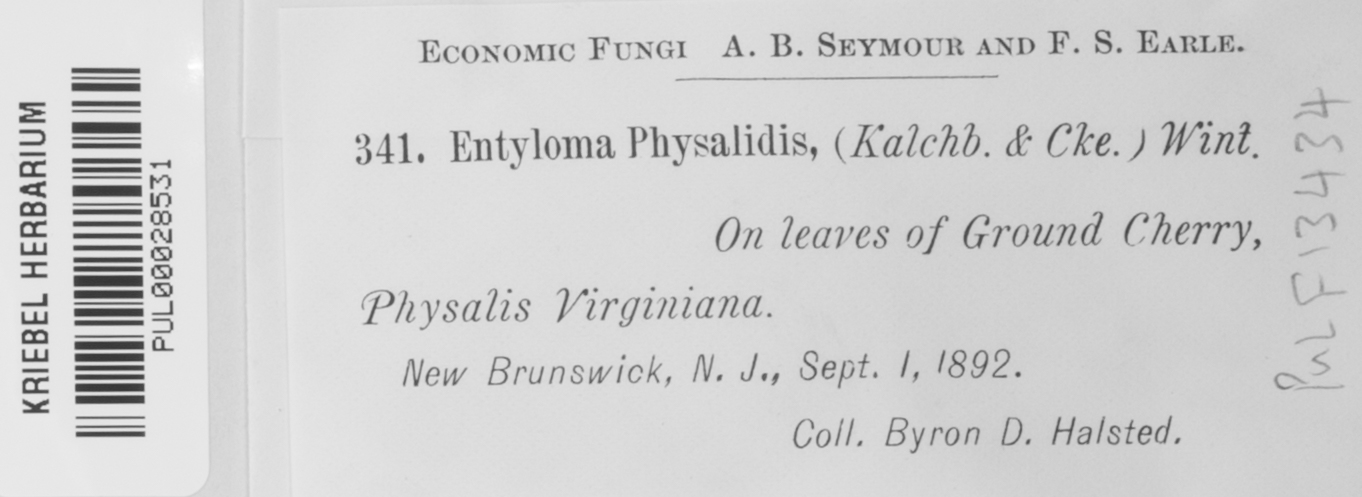 KRIEBEL HERBARIUM
PUL00028531
ECONOMIC FUNGI A. B. SEYMOUR AND F. S. EARLE.
341. Entyloma Physalidis, (Kalchb. & Cke.) Wint.
On leaves of Ground Cherry,
Physalis Virginiana.
New Brunswick, N. J., Sept. 1, 1892.
Coll. Byron D. Halsted.
PUL F13434